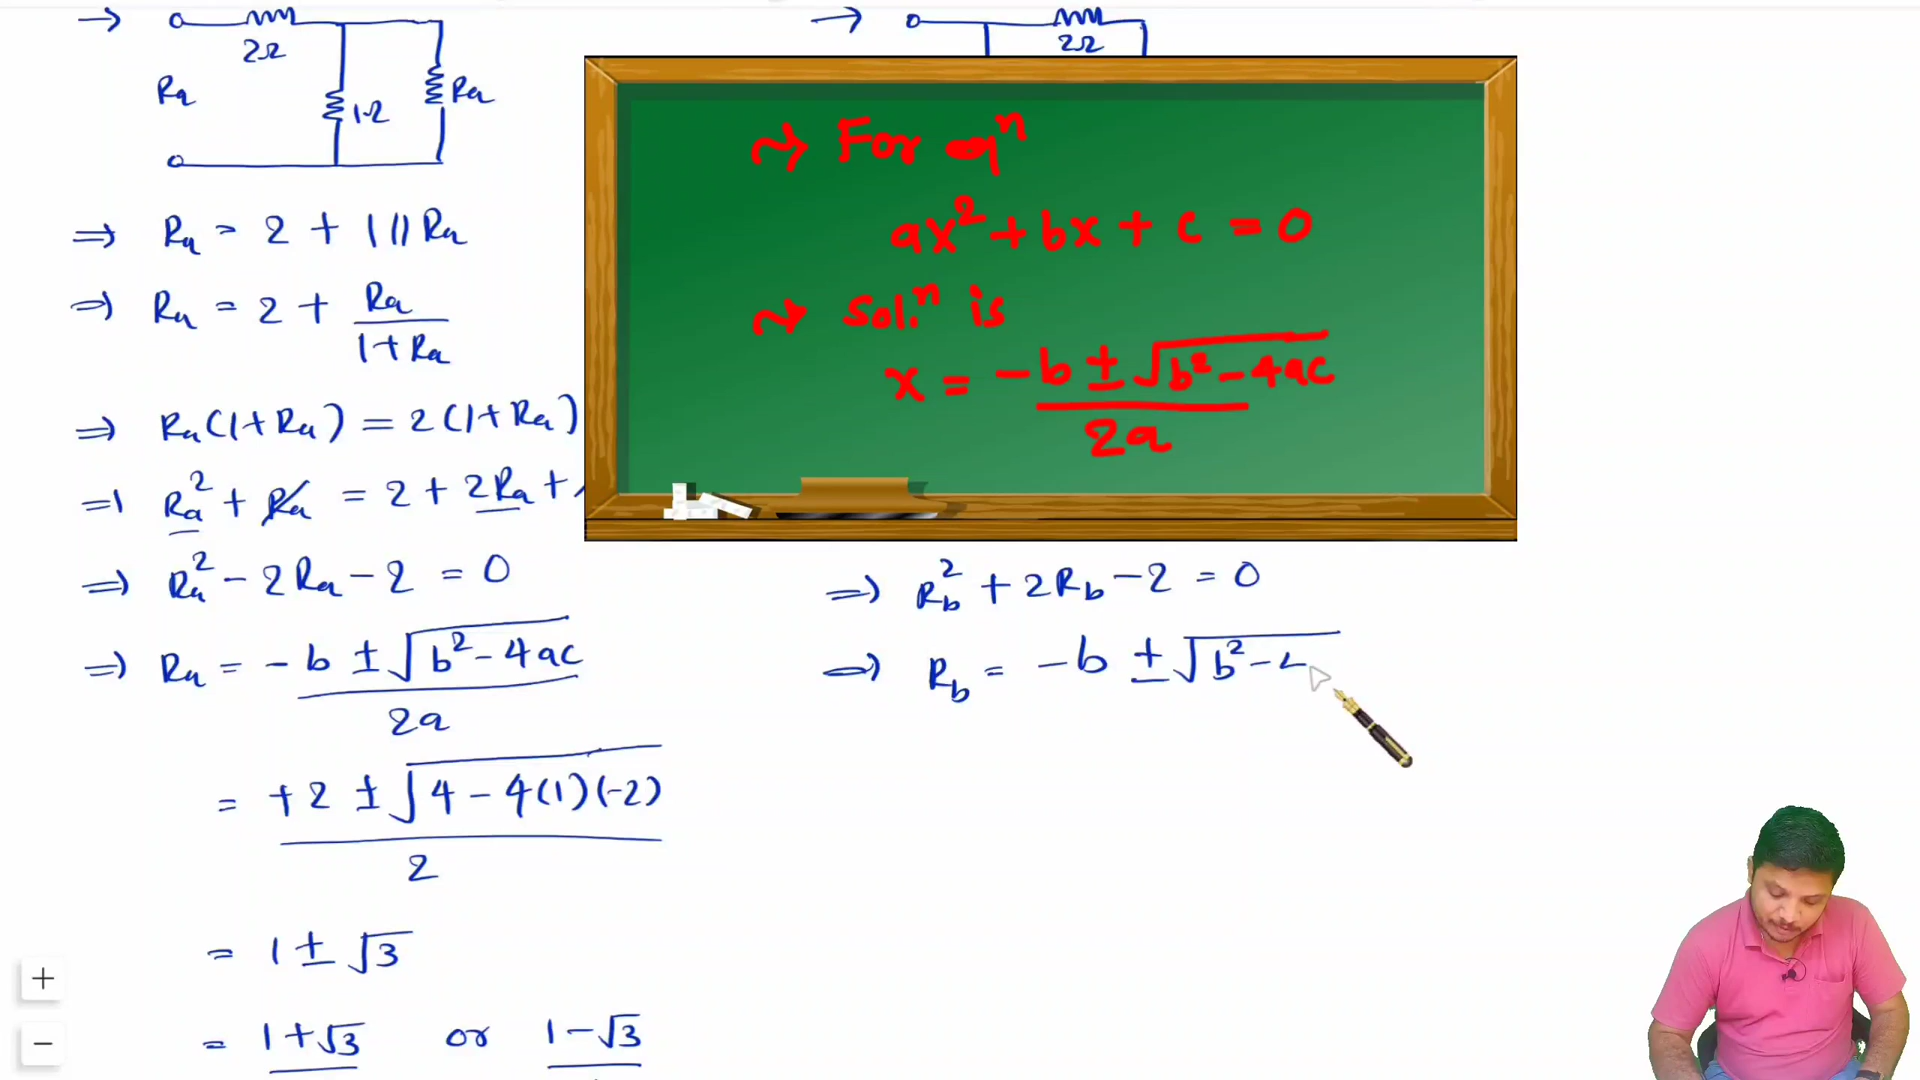 → 2Ω
Ra 1Ω Ra
⇒ Ra = 2 + 1 || Ra
⇒ Ra = 2 + Ra / 1+Ra
⇒ Ra(1+Ra) = 2(1+Ra)
⇒ Ra² + Ra = 2 + 2Ra +
⇒ Ra² - 2Ra - 2 = 0
⇒ Ra = -b ± √b² - 4ac / 2a
= +2 ± √4 - 4(1)(-2) / 2
= 1 ± √3
= 1+√3 or 1-√3
→ 2Ω
↝ For eqⁿ
ax² + bx + c = 0
↝ Sol.ⁿ is
x = -b ± √b² - 4ac / 2a
⇒ Rb² + 2Rb - 2 = 0
⇒ Rb = -b ± √b² -
+
−